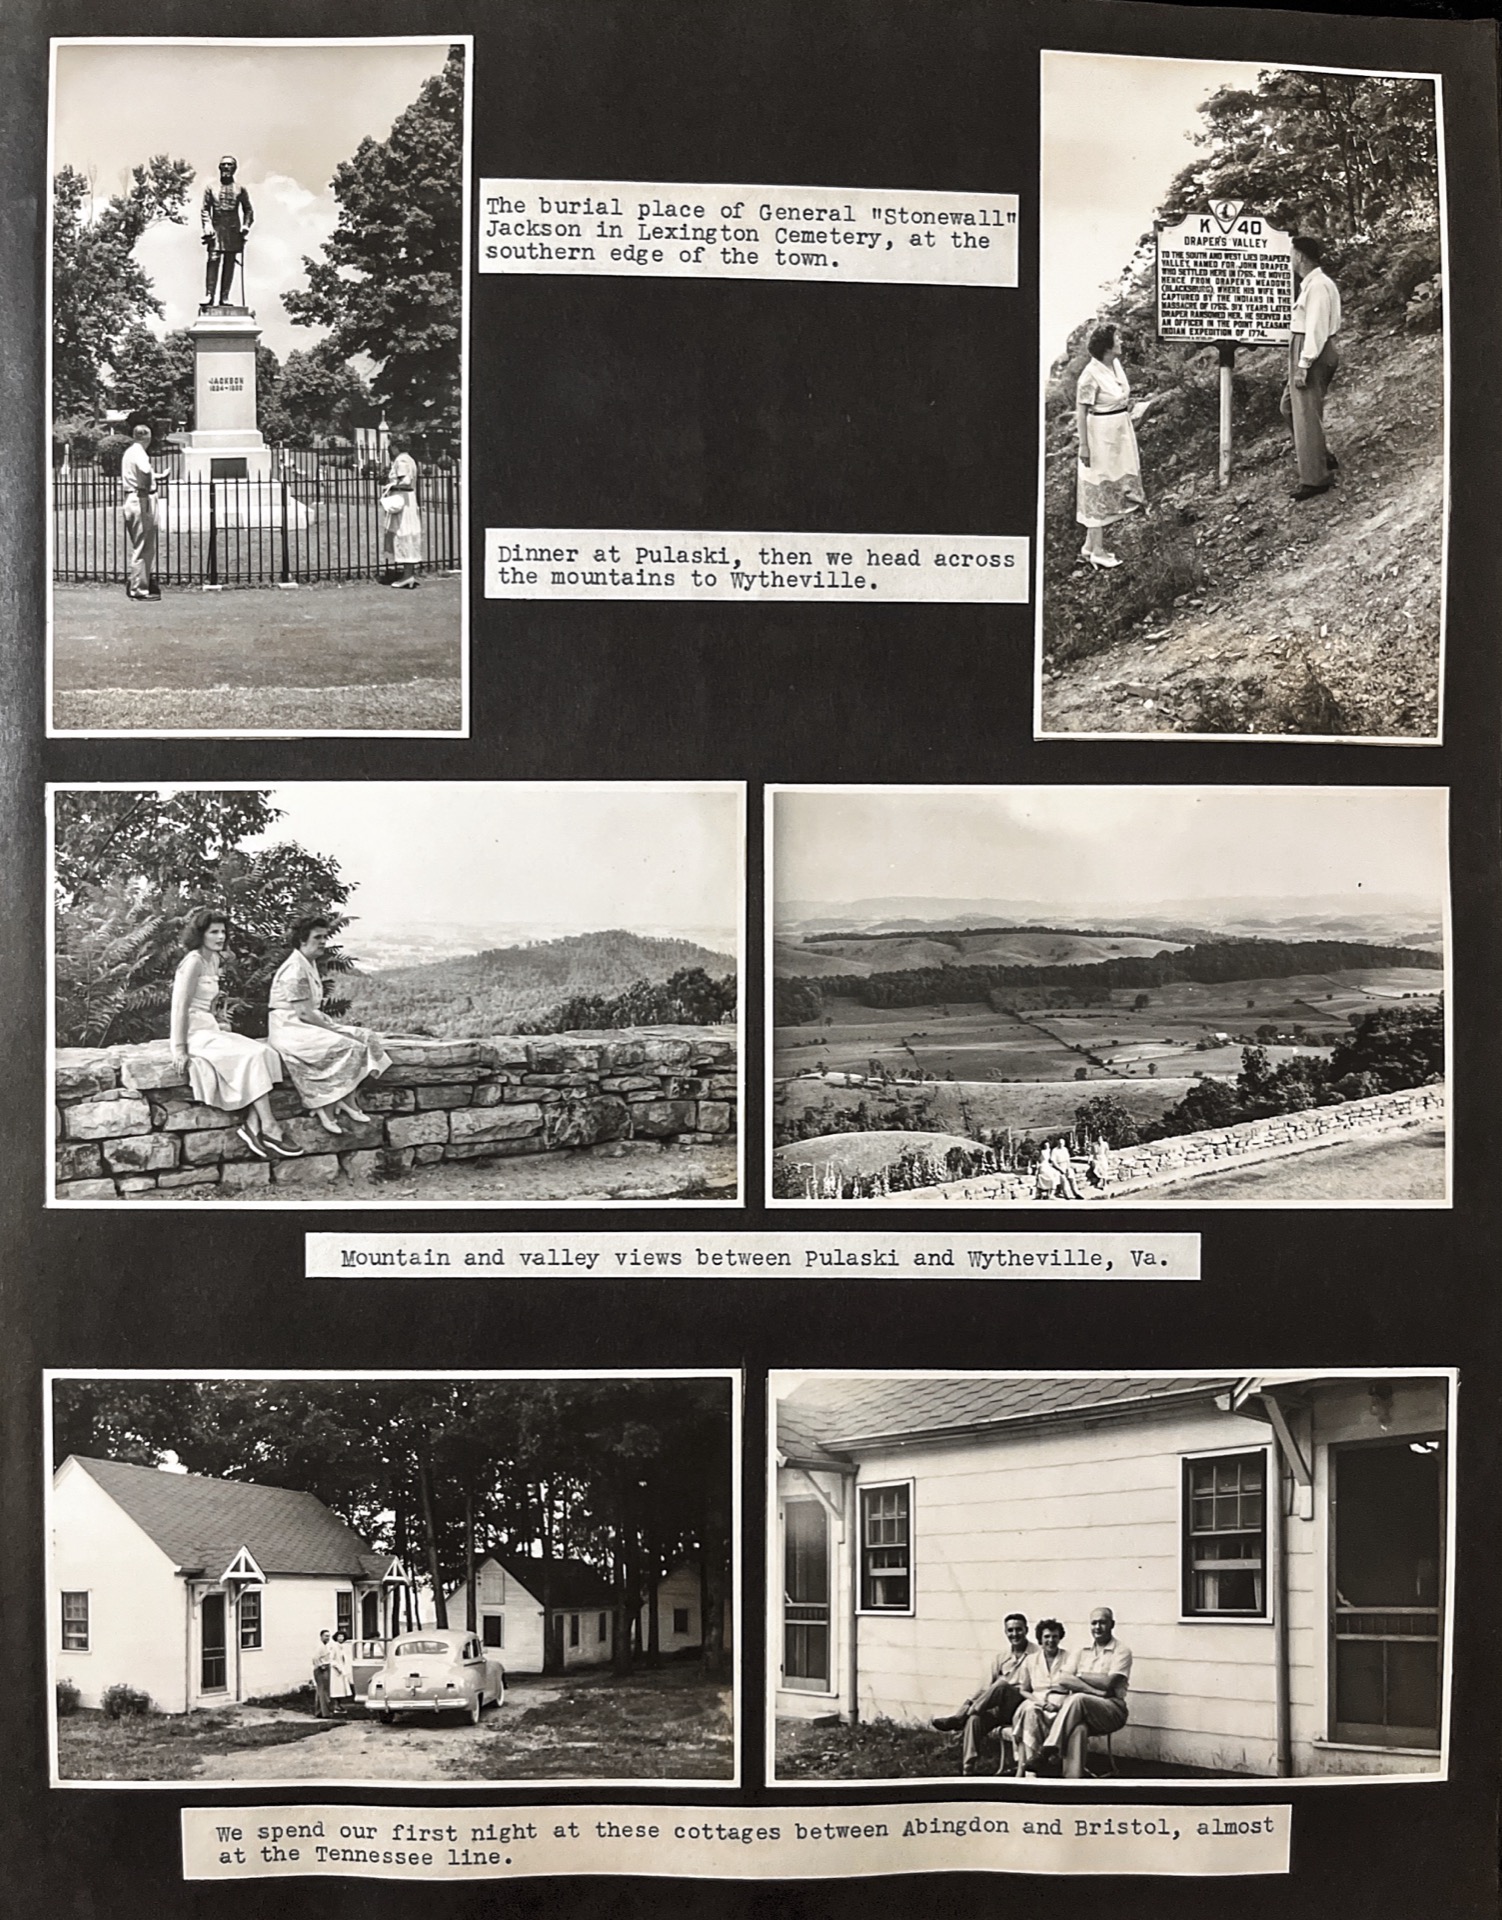 The burial place of General "Stonewall"
Jackson in Lexington Cemetery, at the
southern edge of the town.
JACKSON
K 40
DRAPER'S VALLEY
TO THE SOUTH AND WEST LIES DRAPER'S
VALLEY, NAMED FOR JOHN DRAPER,
WHO SETTLED HERE IN 1765. HE MOVED
HENCE FROM DRAPER'S MEADOWS
(BLACKSBURG), WHERE HIS WIFE WAS
CAPTURED BY THE INDIANS IN THE
MASSACRE OF 1755. SIX YEARS LATER
DRAPER RANSOMED HER. HE SERVED AS
AN OFFICER IN THE POINT PLEASANT
INDIAN EXPEDITION OF 1774.
Dinner at Pulaski, then we head across
the mountains to Wytheville.
Mountain and valley views between Pulaski and Wytheville, Va.
We spend our first night at these cottages between Abingdon and Bristol, almost
at the Tennessee line.